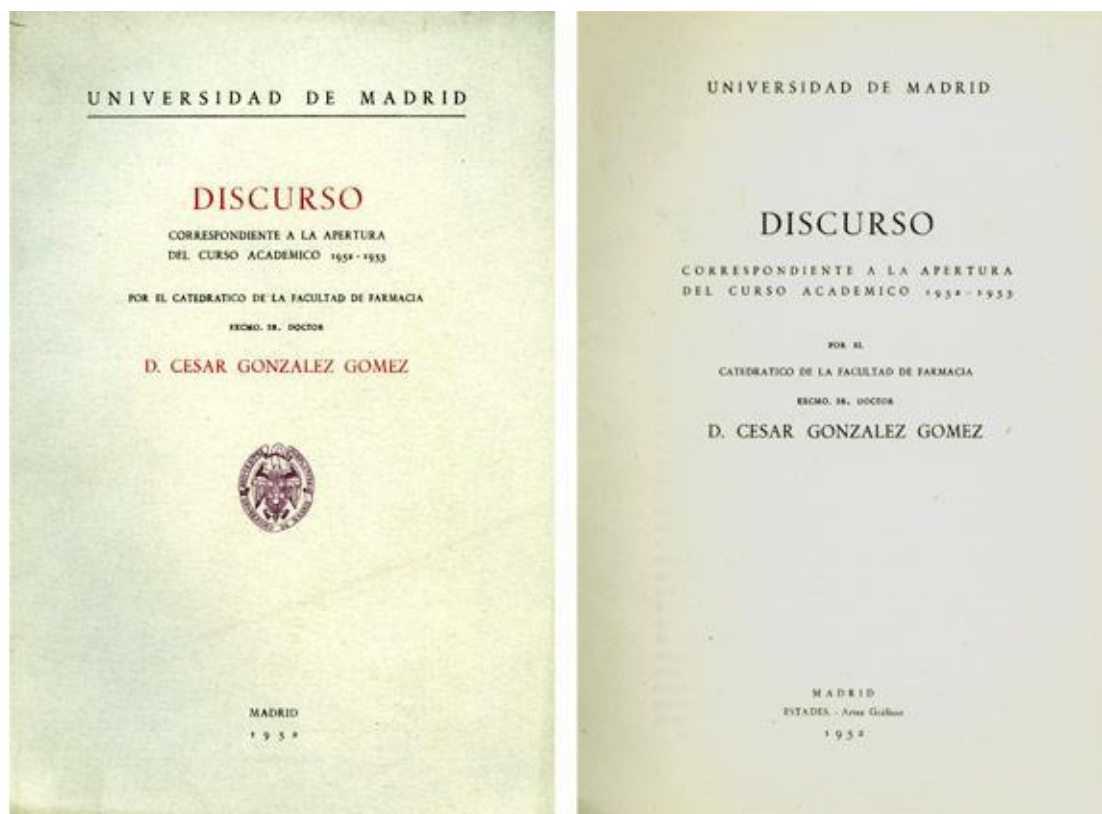 UNIVERSIDAD DE MADRID
DISCURSO
CORRESPONDIENTE A LA APERTURA
DEL CURSO ACADEMICO 1952-1953
POR EL CATEDRATICO DE LA FACULTAD DE FARMACIA
EXCMO. SR. DOCTOR
D. CESAR GONZALEZ GOMEZ
MADRID
1952
UNIVERSIDAD DE MADRID
DISCURSO
CORRESPONDIENTE A LA APERTURA
DEL CURSO ACADEMICO 1952-1953
POR EL
CATEDRATICO DE LA FACULTAD DE FARMACIA
EXCMO. SR. DOCTOR
D. CESAR GONZALEZ GOMEZ
MADRID
ESTADES. - Artes Gráficas
1952